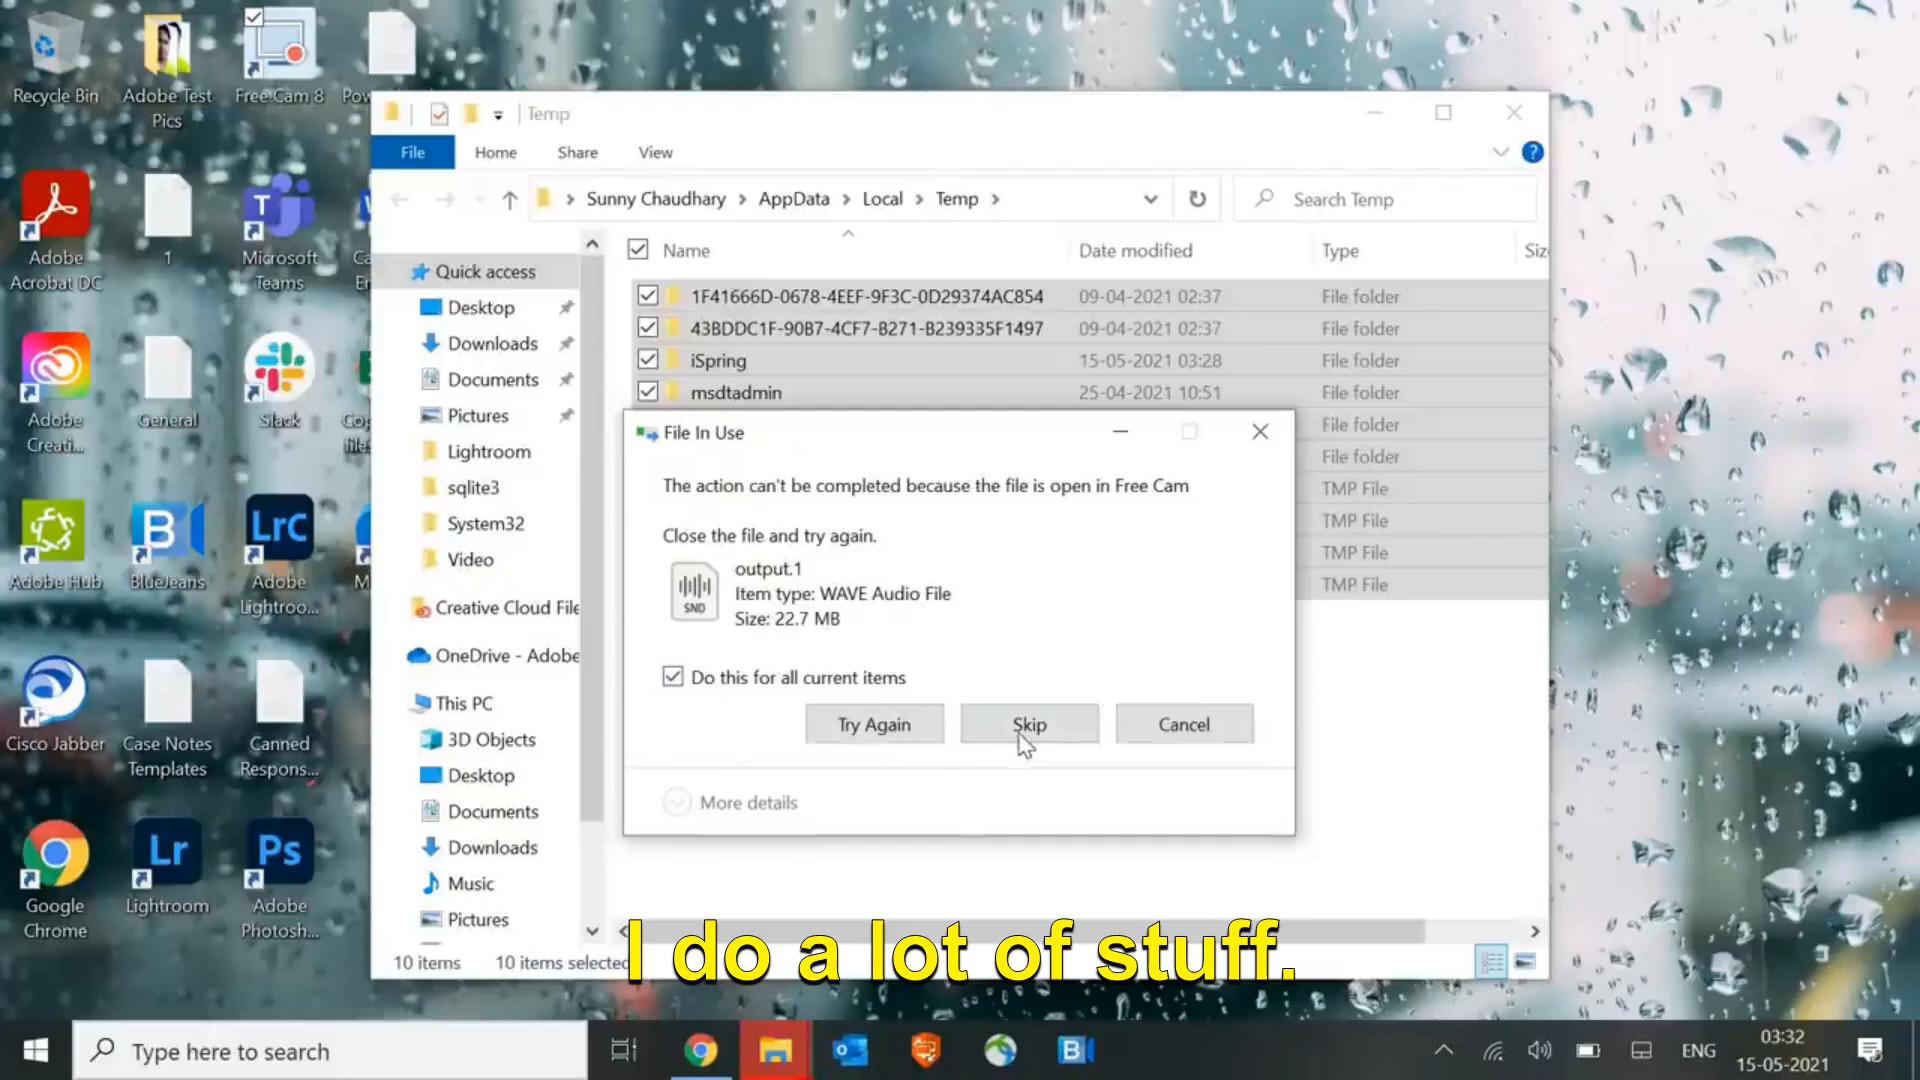 Recycle Bin
Adobe Test
Pics
Free Cam 8
Adobe
Acrobat DC
1
Microsoft
Teams
Adobe
Creati...
General
Slack
Adobe Hub
BlueJeans
Adobe
Lightroo...
Cisco Jabber
Case Notes
Templates
Canned
Respons...
Google
Chrome
Lightroom
Adobe
Photosh...
Temp
File
Home
Share
View
Sunny Chaudhary
AppData
Local
Temp
Search Temp
Name
Date modified
Type
Quick access
Desktop
Downloads
Documents
Pictures
Lightroom
sqlite3
System32
Video
Creative Cloud File
OneDrive - Adobe
This PC
3D Objects
Desktop
Documents
Downloads
Music
Pictures
1F41666D-0678-4EEF-9F3C-0D29374AC854 09-04-2021 02:37 File folder
43BDDC1F-90B7-4CF7-B271-B239335F1497 09-04-2021 02:37 File folder
iSpring 15-05-2021 03:28 File folder
msdtadmin 25-04-2021 10:51 File folder
File folder
File folder
TMP File
TMP File
TMP File
TMP File
File In Use
The action can't be completed because the file is open in Free Cam
Close the file and try again.
SND
output.1
Item type: WAVE Audio File
Size: 22.7 MB
Do this for all current items
Try Again
Skip
Cancel
More details
10 items
10 items selected
I do a lot of stuff.
Type here to search
ENG
03:32
15-05-2021